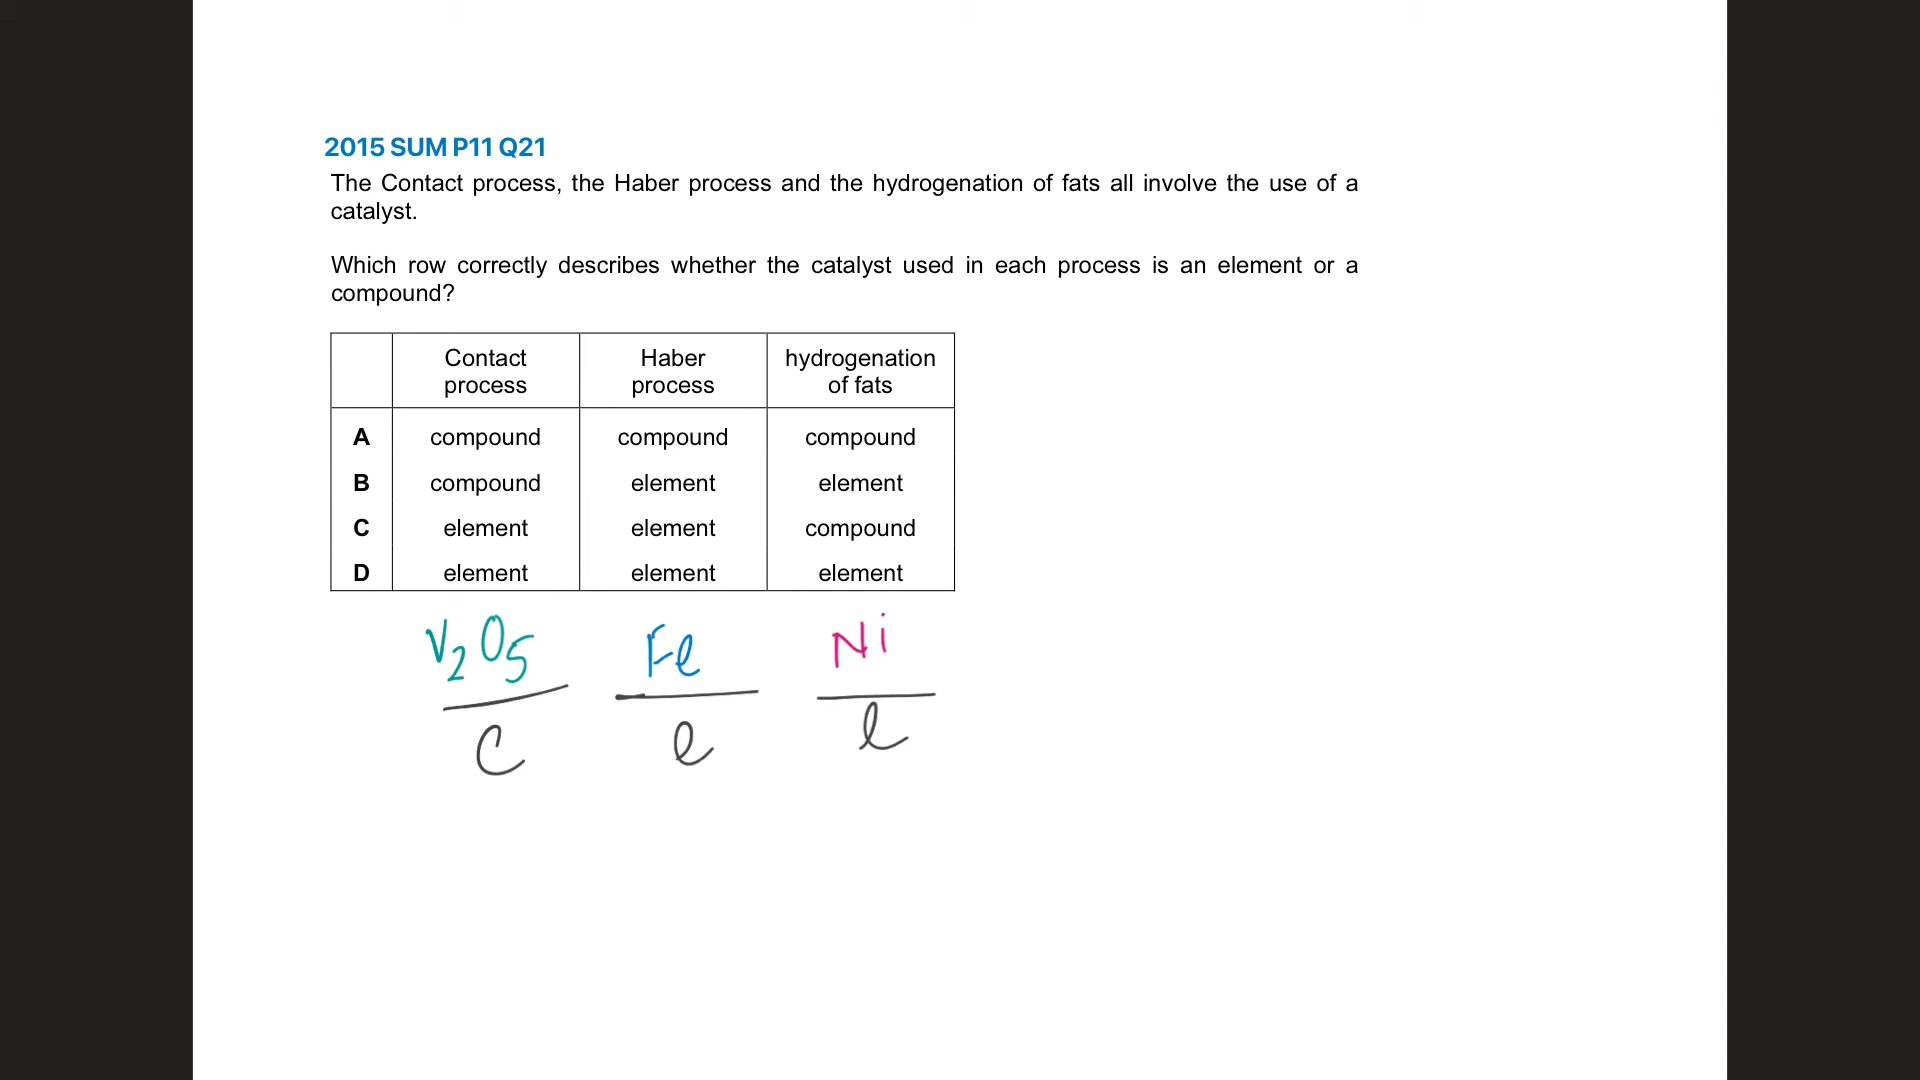 2015 SUM P11 Q21
The Contact process, the Haber process and the hydrogenation of fats all involve the use of a
catalyst.
Which row correctly describes whether the catalyst used in each process is an element or a
compound?
Contact process Haber process hydrogenation of fats
A compound compound compound
B compound element element
C element element compound
D element element element
V₂O₅ Fe Ni
C e e